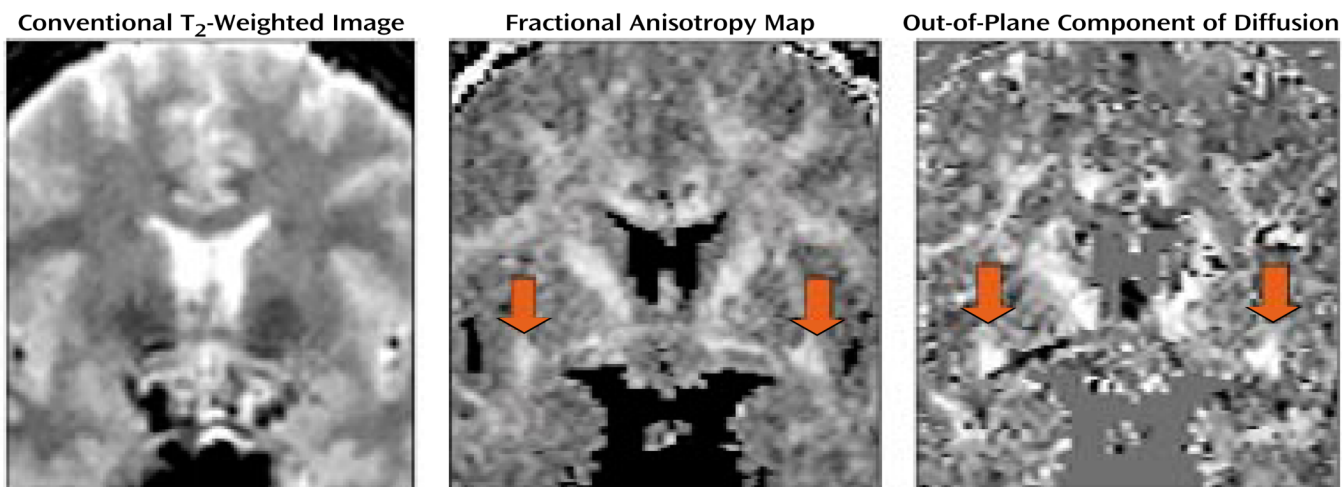 Conventional T₂-Weighted Image
Fractional Anisotropy Map
Out-of-Plane Component of Diffusion